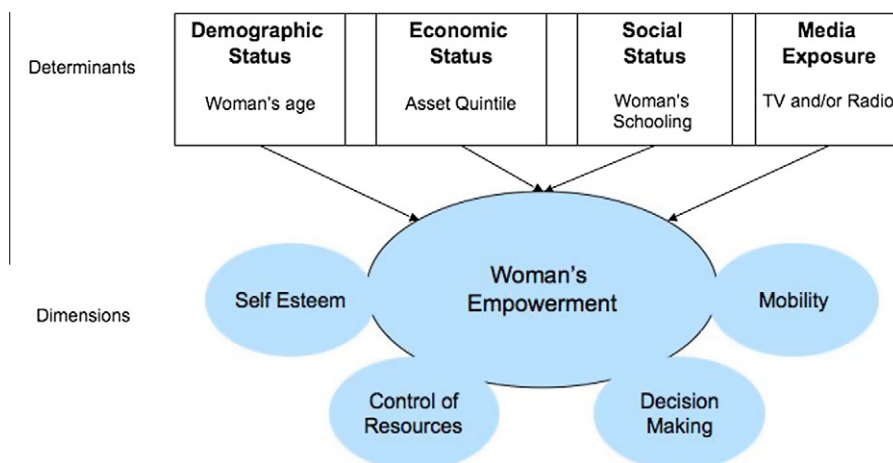 Determinants
Demographic
Status
Woman's age
Economic
Status
Asset Quintile
Social
Status
Woman's
Schooling
Media
Exposure
TV and/or Radio
Dimensions
Self Esteem
Woman's
Empowerment
Mobility
Control of
Resources
Decision
Making